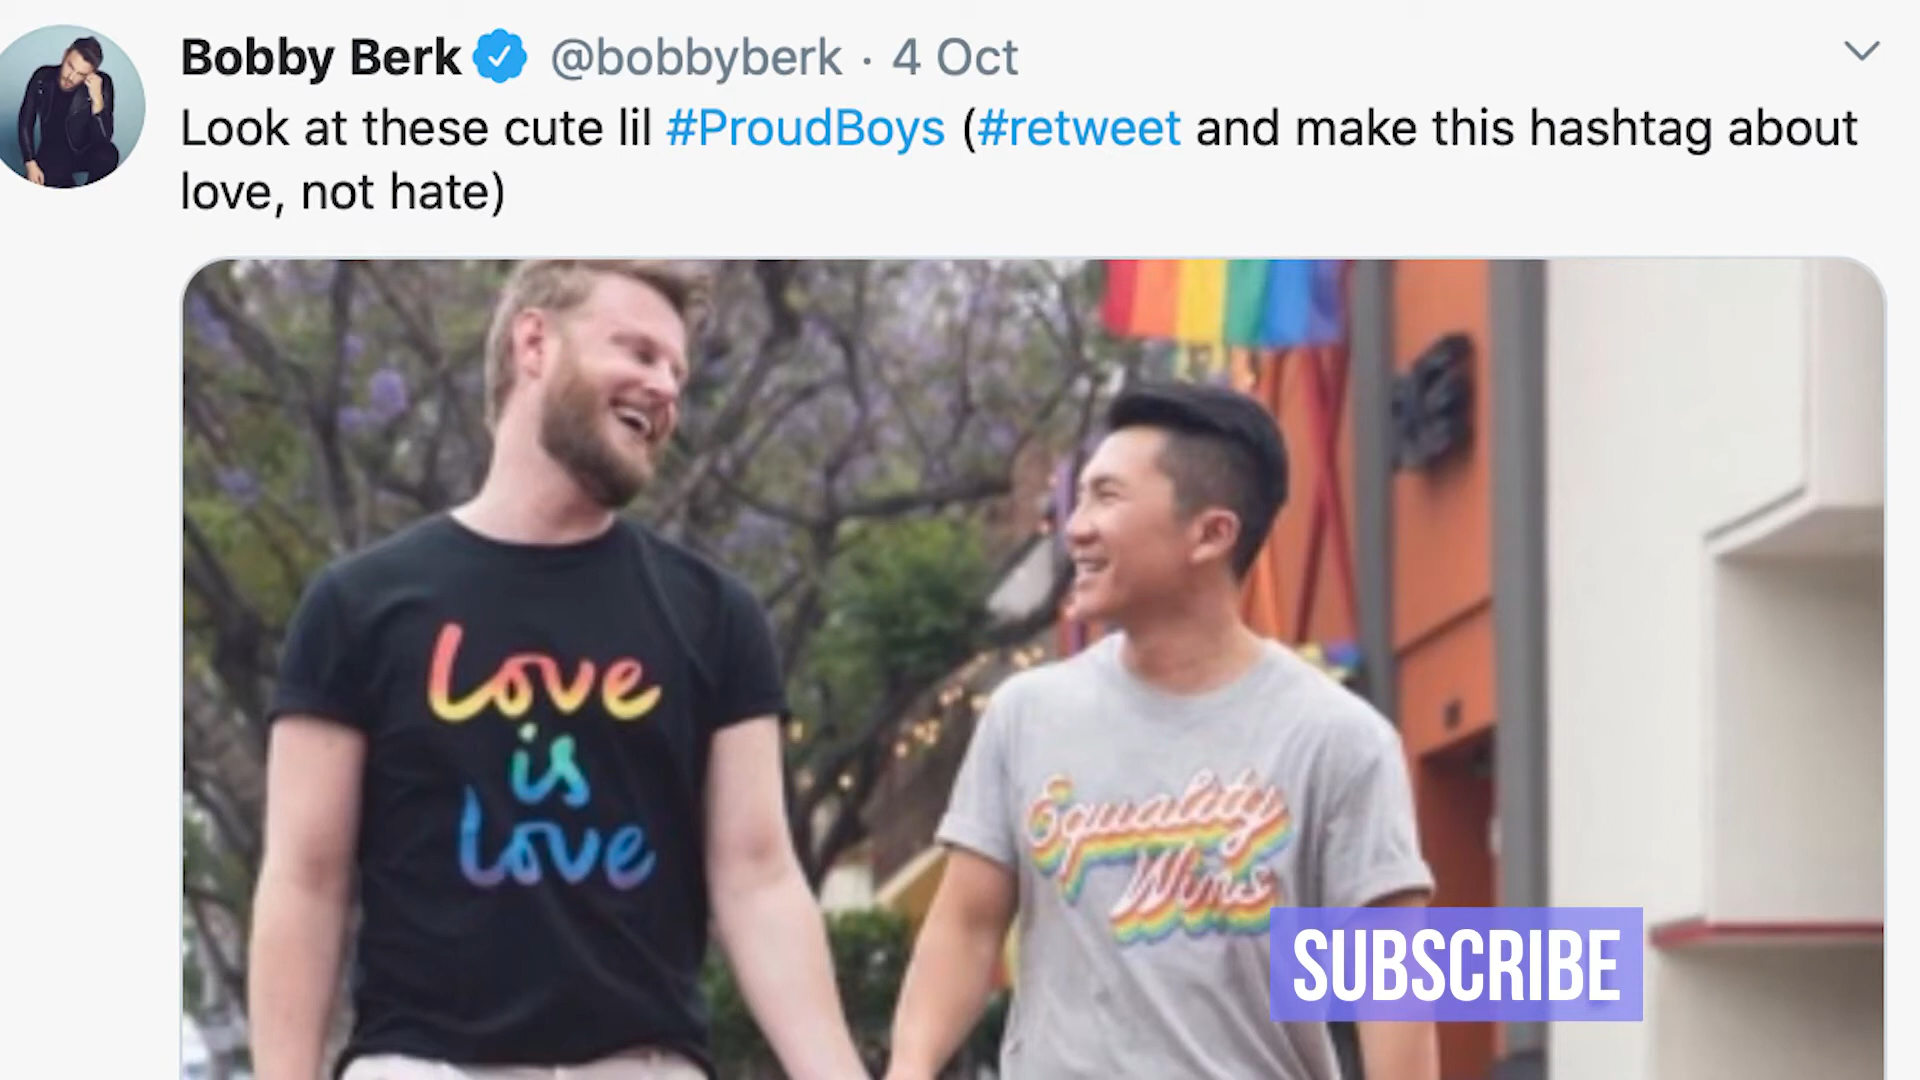 Bobby Berk @bobbyberk · 4 Oct
Look at these cute lil #ProudBoys (#retweet and make this hashtag about
love, not hate)
Love
is
Love
Equality
Wins
SUBSCRIBE